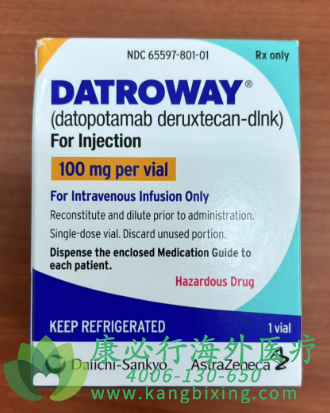 NDC 65597-801-01
Rx only
DATROWAY®
(datopotamab deruxtecan-dlnk)
For Injection
100 mg per vial
For Intravenous Infusion Only
Reconstitute and dilute prior to administration.
Single-dose vial. Discard unused portion.
Dispense the enclosed Medication Guide to
each patient.
Hazardous Drug
KEEP REFRIGERATED
1 vial
康必行海外医疗
Daiichi-Sankyo
AstraZeneca
4006-130-650
www.kangbixing.com